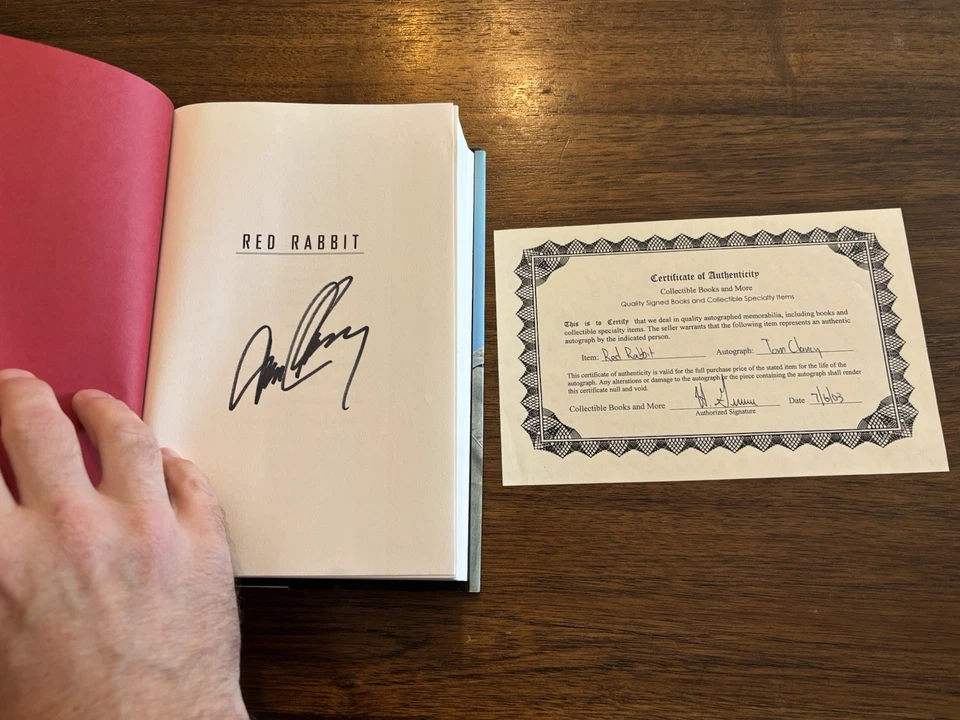 RED RABBIT
Tom Clancy
Certificate of Authenticity
Collectible Books and More
Quality Signed Books and Collectible Specialty Items
This is to Certify that we deal in quality autographed memorabilia, including books and
collectible specialty items. The seller warrants that the following item represents an authentic
autograph by the indicated person.
Item: Red Rabbit Autograph: Tom Clancy
This certificate of authenticity is valid for the full purchase price of the stated item for the life of the
autograph. Any alterations or damage to the autograph or the piece containing the autograph shall render
this certificate null and void.
Collectible Books and More Date 7/6/03
Authorized Signature